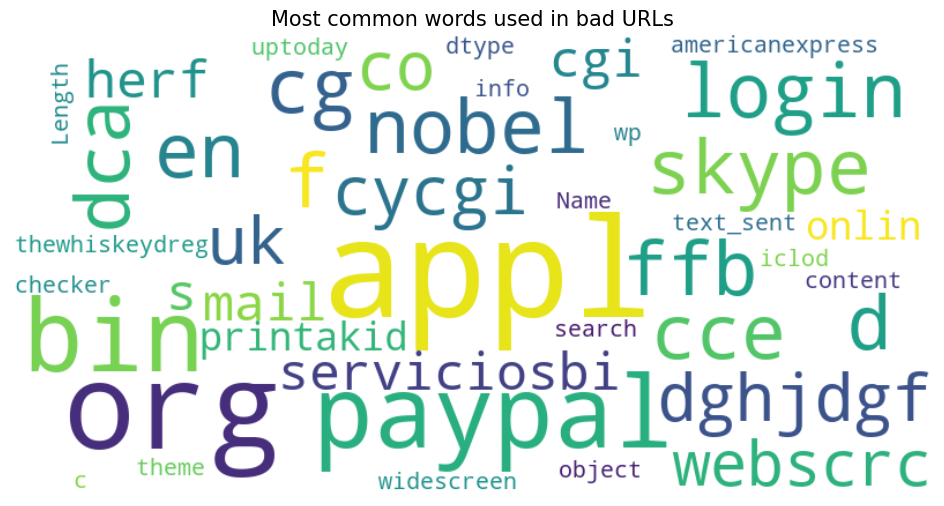 Most common words used in bad URLs
uptoday
dtype
americanexpress
Length
herf
cg
co
info
cgi
login
dca
en
nobel
wp
skype
f
cycgi
Name
text_sent
onlin
thewhiskeydreg
uk
appl
ffb
iclod
content
checker
s
mail
bin
printakid
search
cce
d
org
serviciosbi
paypal
dghjdgf
theme
c
widescreen
object
webscrc